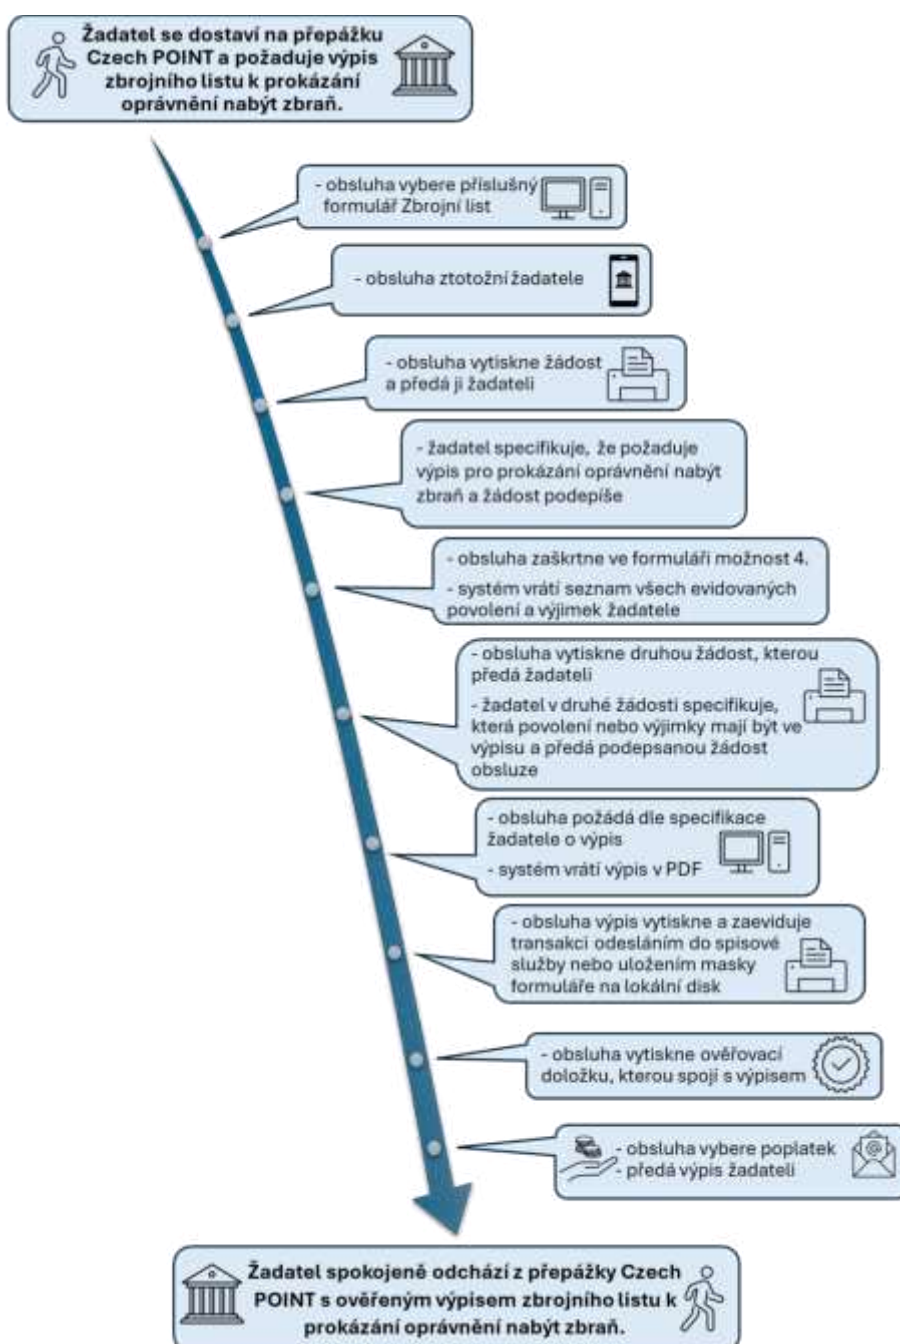 Žadatel se dostaví na přepážku
Czech POINT a požaduje výpis
zbrojního listu k prokázání
oprávnění nabýt zbraň.
- obsluha vybere příslušný
formulář Zbrojní list
- obsluha ztotožní žadatele
- obsluha vytiskne žádost
a předá ji žadateli
- žadatel specifikuje, že požaduje
výpis pro prokázání oprávnění nabýt
zbraň a žádost podepíše
- obsluha zaškrtne ve formuláři možnost 4.
- systém vrátí seznam všech evidovaných
povolení a výjimek žadatele
- obsluha vytiskne druhou žádost, kterou
předá žadateli
- žadatel v druhé žádosti specifikuje,
která povolení nebo výjimky mají být ve
výpisu a předá podepsanou žádost
obsluze
- obsluha požádá dle specifikace
žadatele o výpis
- systém vrátí výpis v PDF
- obsluha výpis vytiskne a zaeviduje
transakci odesláním do spisové
služby nebo uložením masky
formuláře na lokální disk
- obsluha vytiskne ověřovací
doložku, kterou spojí s výpisem
- obsluha vybere poplatek
- předá výpis žadateli
Žadatel spokojeně odchází z přepážky Czech
POINT s ověřeným výpisem zbrojního listu k
prokázání oprávnění nabýt zbraň.